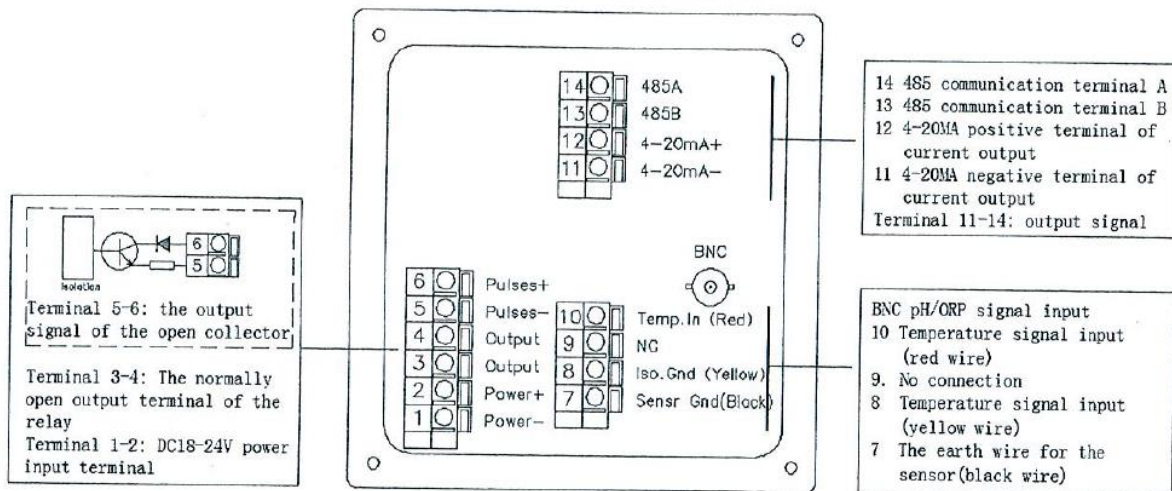 14 485A
13 485B
12 4-20mA+
11 4-20mA-
BNC
6 Pulses+
5 Pulses-
4 Output
3 Output
2 Power+
1 Power-
10 Temp.In (Red)
9 NC
8 Iso.Gnd (Yellow)
7 Sensr Gnd(Black)
6
5
Isolation
Terminal 5-6: the output
signal of the open collector
Terminal 3-4: The normally
open output terminal of the
relay
Terminal 1-2: DC18-24V power
input terminal
14 485 communication terminal A
13 485 communication terminal B
12 4-20MA positive terminal of
current output
11 4-20MA negative terminal of
current output
Terminal 11-14: output signal
BNC pH/ORP signal input
10 Temperature signal input
(red wire)
9. No connection
8 Temperature signal input
(yellow wire)
7 The earth wire for the
sensor(black wire)